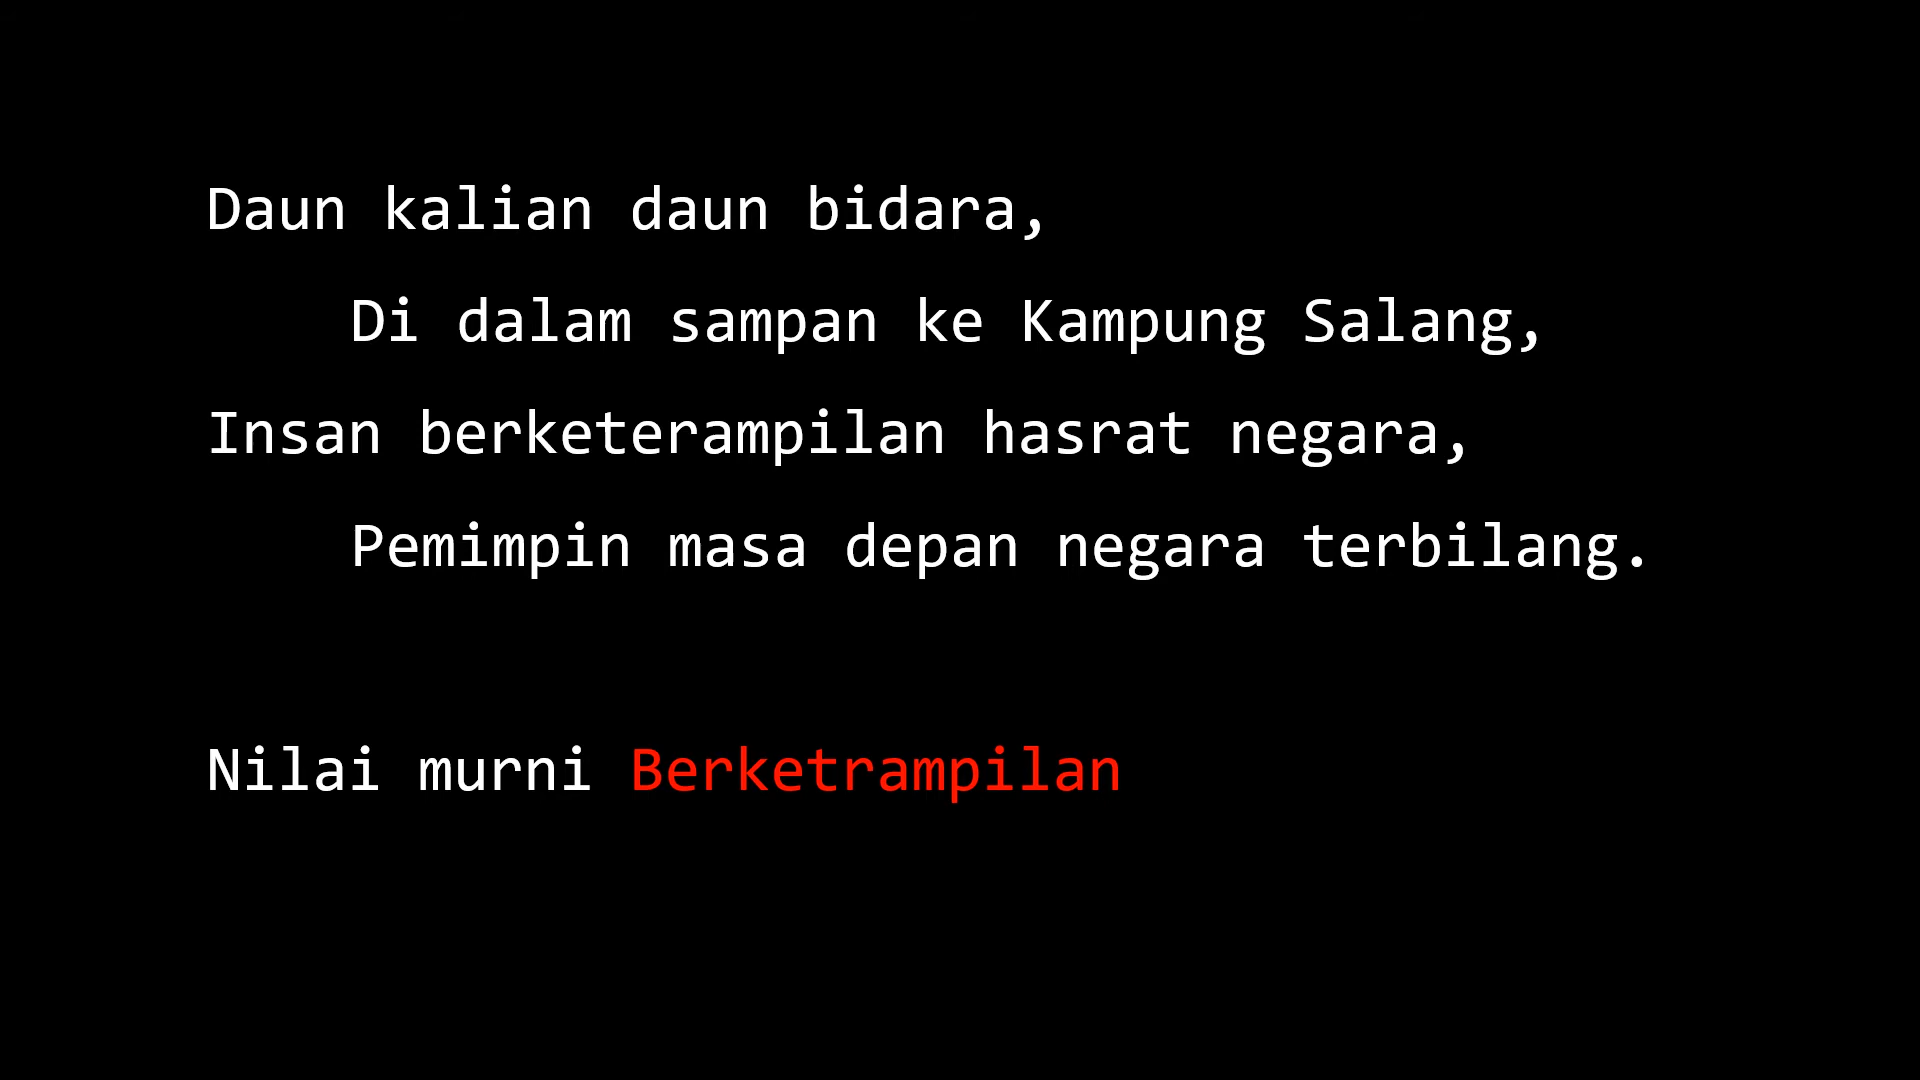 Daun kalian daun bidara,
Di dalam sampan ke Kampung Salang,
Insan berketerampilan hasrat negara,
Pemimpin masa depan negara terbilang.
Nilai murni Berketrampilan